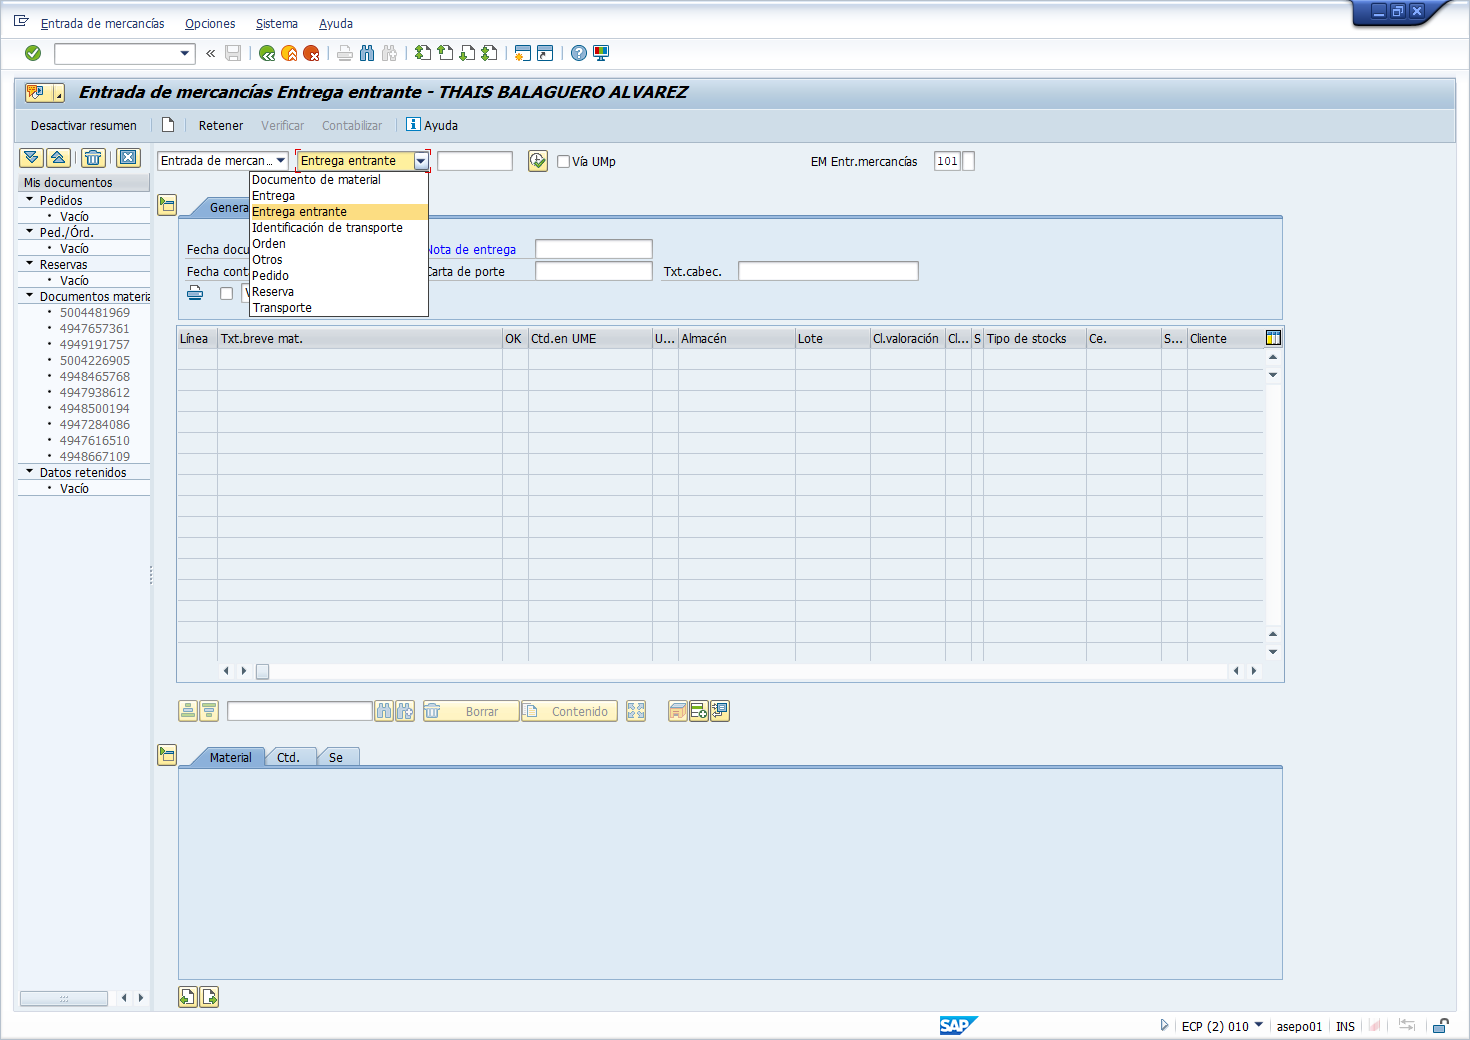 Entrada de mercancías Opciones Sistema Ayuda
Entrada de mercancías Entrega entrante - THAIS BALAGUERO ALVAREZ
Desactivar resumen Retener Verificar Contabilizar Ayuda
Entrada de mercan... Entrega entrante Vía UMp EM Entr.mercancías 101
Mis documentos
Pedidos
Vacío
Ped./Órd.
Vacío
Reservas
Vacío
Documentos materia
5004481969
4947657361
4949191757
5004226905
4948465768
4947938612
4948500194
4947284086
4947616510
4948667109
Datos retenidos
Vacío
Documento de material
Entrega
Entrega entrante
Identificación de transporte
Orden
Otros
Pedido
Reserva
Transporte
Genera
Fecha docu Nota de entrega
Fecha cont Carta de porte Txt.cabec.
Línea Txt.breve mat. OK Ctd.en UME U... Almacén Lote Cl.valoración Cl... S Tipo de stocks Ce. S... Cliente
Borrar Contenido
Material Ctd. Se
SAP ECP (2) 010 asepo01 INS